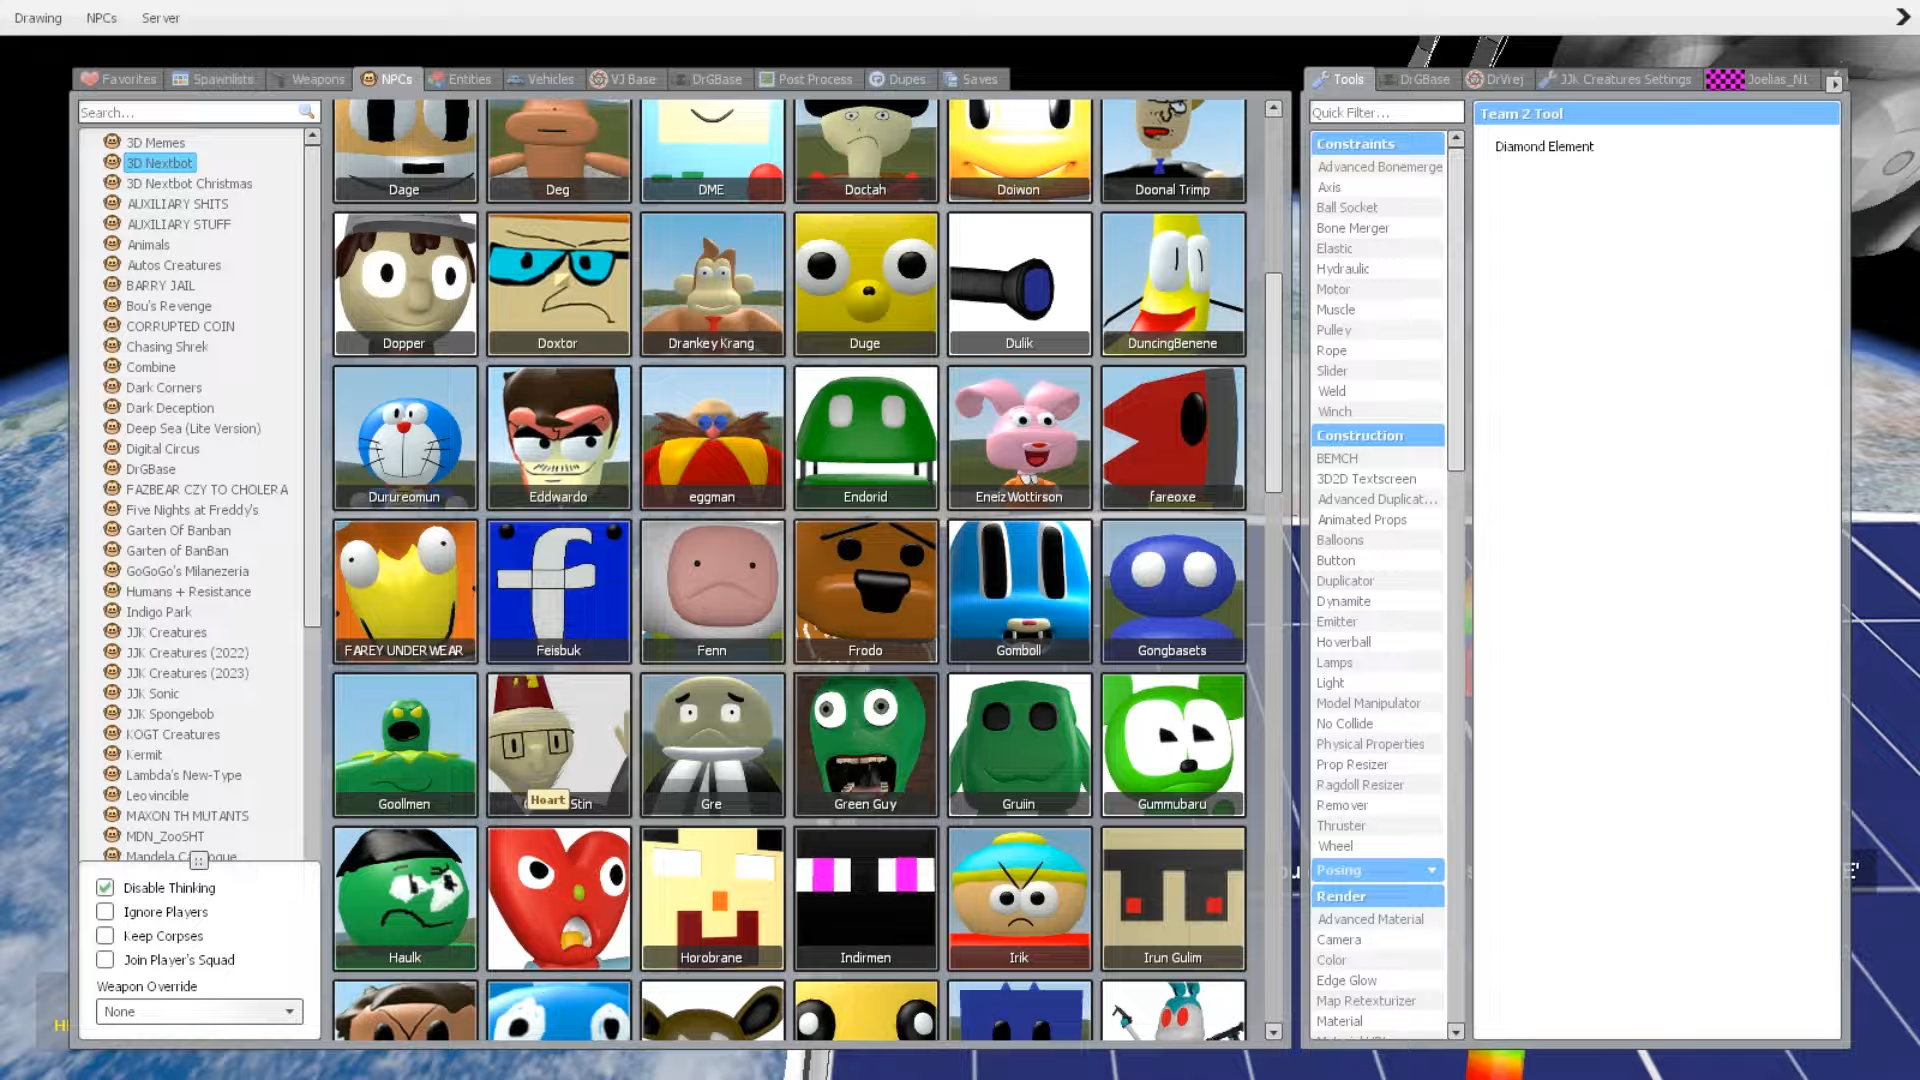 Drawing NPCs Server
Favorites Spawnlists Weapons NPCs Entities Vehicles VJ Base DrGBase Post Process Dupes Saves
Search...
3D Memes
3D Nextbot
3D Nextbot Christmas
AUXILIARY SHITS
AUXILIARY STUFF
Animals
Autos Creatures
BARRY JAIL
Bou's Revenge
CORRUPTED COIN
Chasing Shrek
Combine
Dark Corners
Dark Deception
Deep Sea (Lite Version)
Digital Circus
DrGBase
FAZBEAR CZY TO CHOLERA
Five Nights at Freddy's
Garten Of Banban
Garten of BanBan
GoGoGo's Milanezeria
Humans + Resistance
Indigo Park
JJK Creatures
JJK Creatures (2022)
JJK Creatures (2023)
JJK Sonic
JJK Spongebob
KOGT Creatures
Kermit
Lambda's New-Type
Leovincible
MAXON TH MUTANTS
MDN_ZooSHT
Disable Thinking
Ignore Players
Keep Corpses
Join Player's Squad
Weapon Override
None
Dage Deg DME Doctah Doiwon Doonal Trimp
Dopper Doxtor Drankey Krang Duge Dulik DuncingBenene
Durureomun Eddwardo eggman Endorid Eneiz Wottirson fareoxe
FAREY UNDERWEAR Feisbuk Fenn Frodo Gomboll Gongbasets
Goollmen Stin Gre Green Guy Gruiin Gummubaru
Hoart
Haulk Horobrane Indirmen Irik Irun Gulim
Tools DrGBase DrVrej JJK Creatures Settings Joelias_N1
Quick Filter...
Constraints
Advanced Bonemerge
Axis
Ball Socket
Bone Merger
Elastic
Hydraulic
Motor
Muscle
Pulley
Rope
Slider
Weld
Winch
Construction
BEMCH
3D2D Textscreen
Advanced Duplicat...
Animated Props
Balloons
Button
Duplicator
Dynamite
Emitter
Hoverball
Lamps
Light
Model Manipulator
No Collide
Physical Properties
Prop Resizer
Ragdoll Resizer
Remover
Thruster
Wheel
Posing
Render
Advanced Material
Camera
Color
Edge Glow
Map Retexturizer
Material
Team 2 Tool
Diamond Element